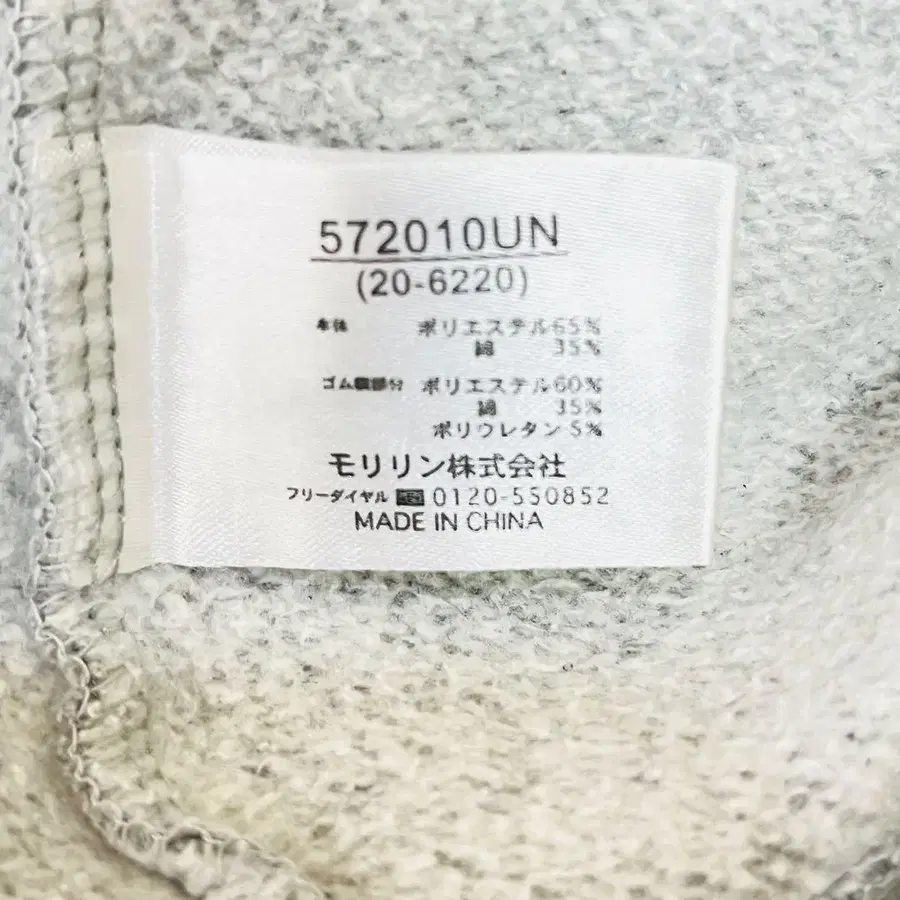 572010UN
(20-6220)
本体 ポリエステル65%
綿 35%
ゴム編部分 ポリエステル60%
綿 35%
ポリウレタン 5%
モリリン株式会社
フリーダイヤル 0120-550852
MADE IN CHINA